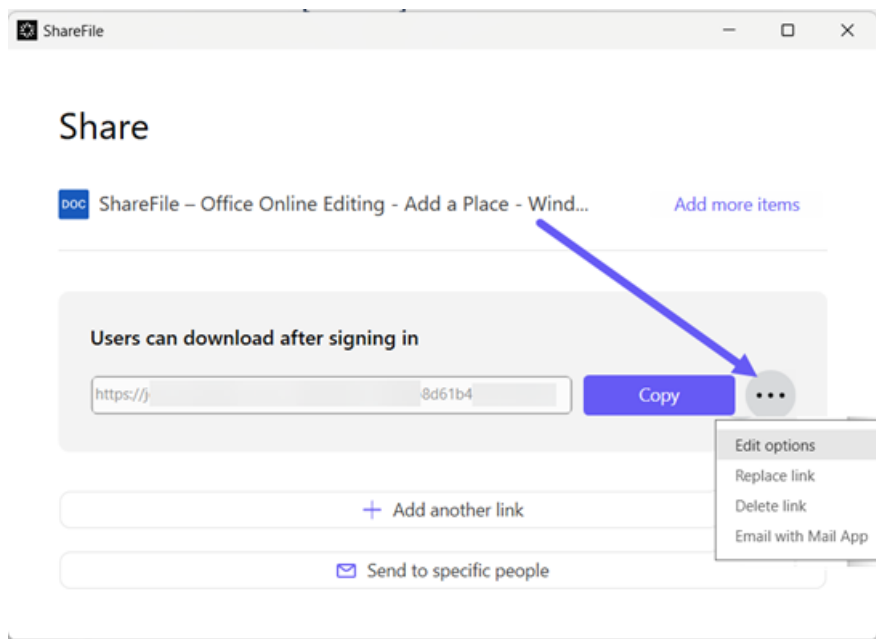 ShareFile
Share
DOC ShareFile – Office Online Editing - Add a Place - Wind... Add more items
Users can download after signing in
https://j 8d61b4 Copy
Edit options
Replace link
Delete link
Email with Mail App
Add another link
Send to specific people